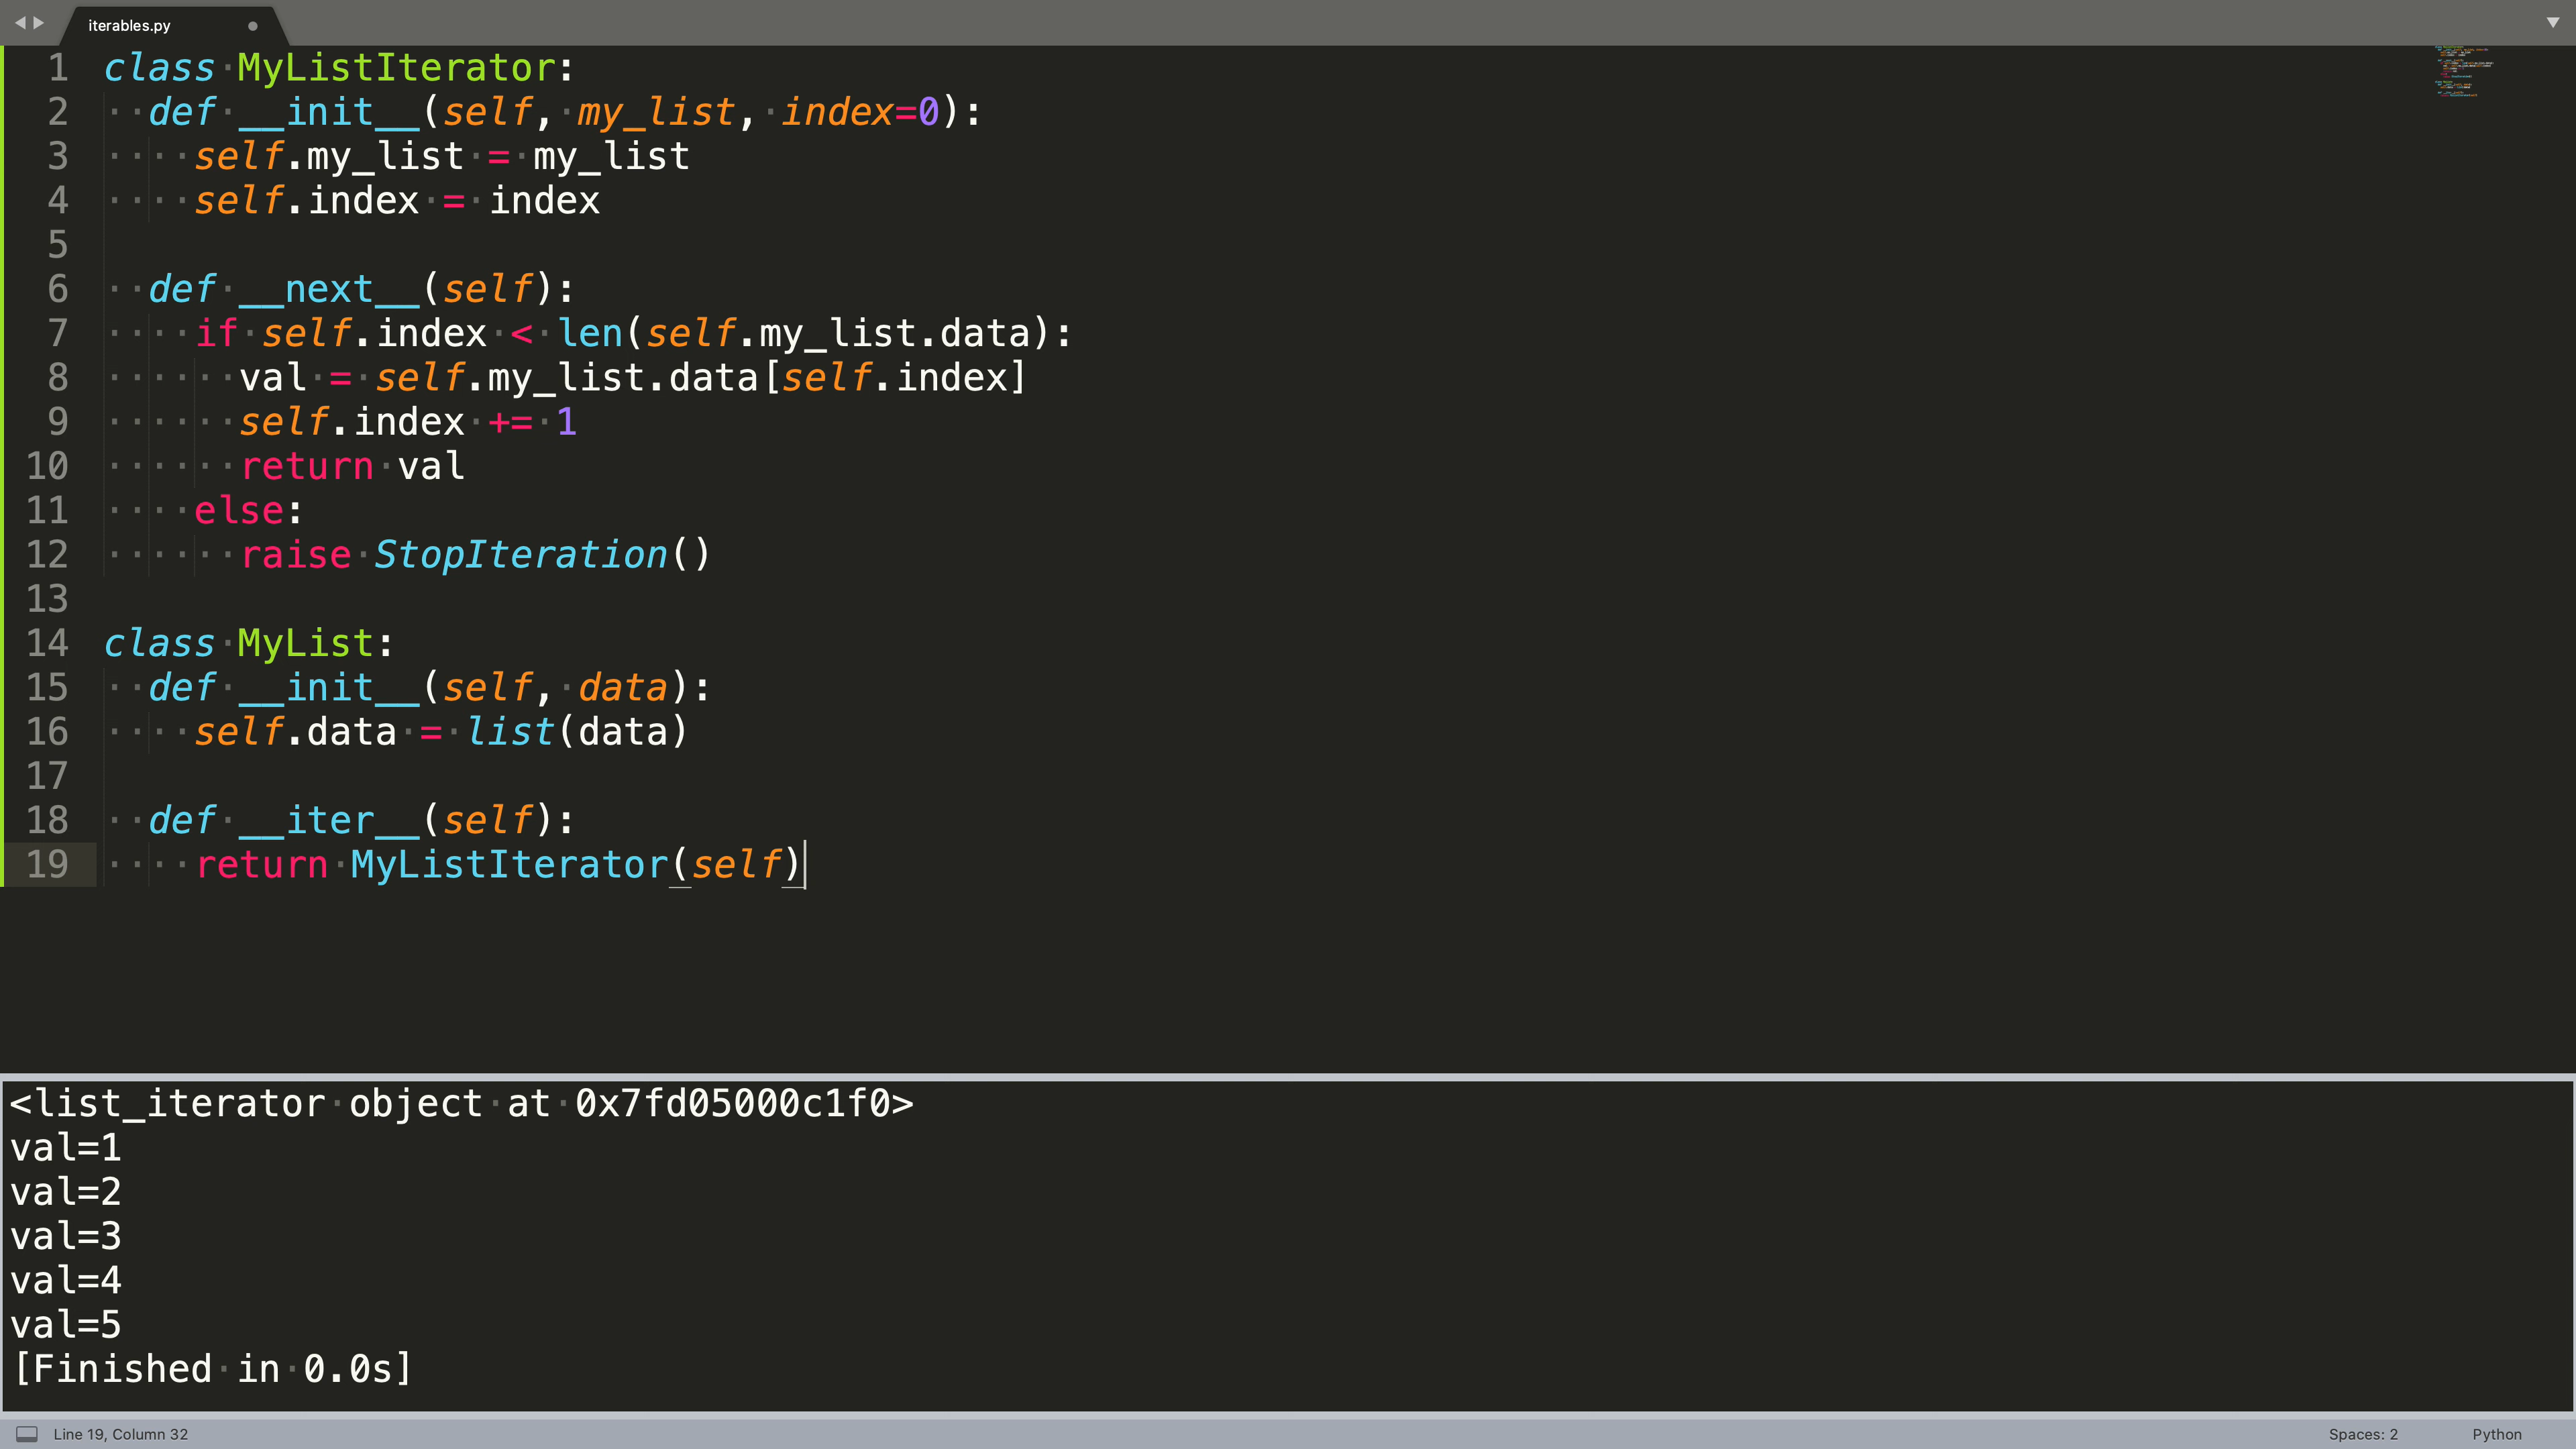 iterables.py
1 class MyListIterator:
2   def __init__(self, my_list, index=0):
3     self.my_list = my_list
4     self.index = index
5
6   def __next__(self):
7     if self.index < len(self.my_list.data):
8       val = self.my_list.data[self.index]
9       self.index += 1
10       return val
11     else:
12       raise StopIteration()
13
14 class MyList:
15   def __init__(self, data):
16     self.data = list(data)
17
18   def __iter__(self):
19     return MyListIterator(self)
<list_iterator object at 0x7fd05000c1f0>
val=1
val=2
val=3
val=4
val=5
[Finished in 0.0s]
Line 19, Column 32 Spaces: 2 Python